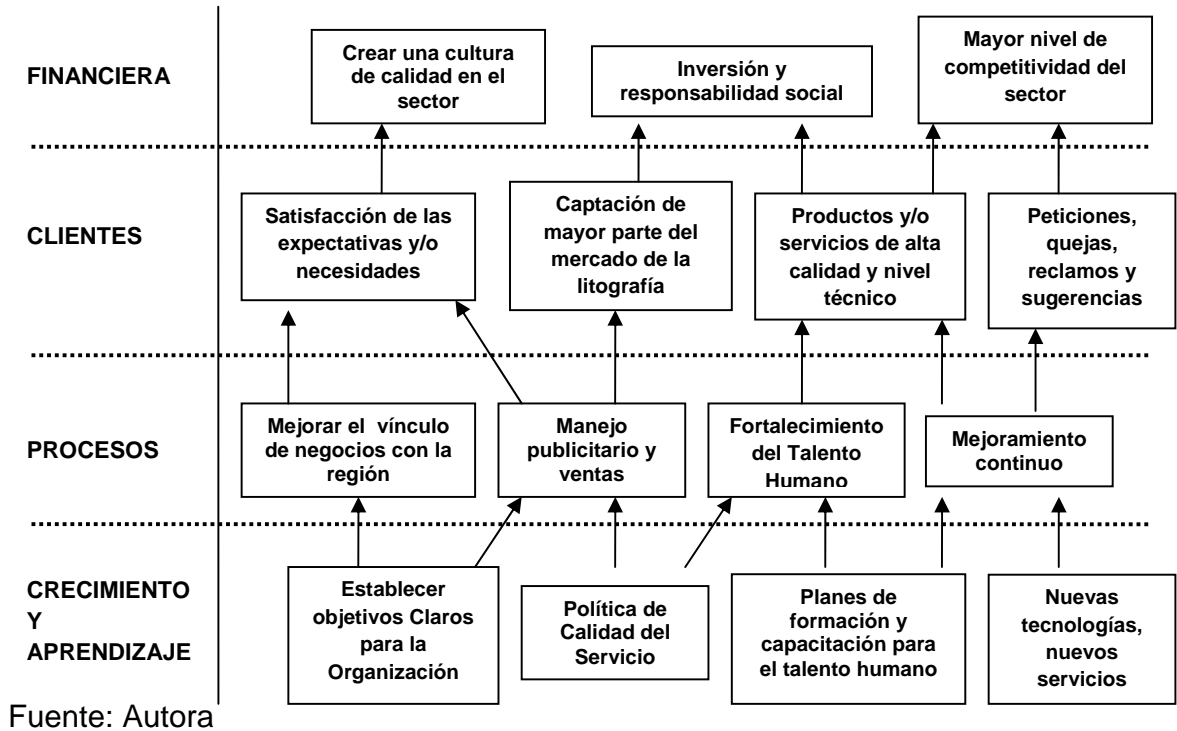 FINANCIERA
Crear una cultura
de calidad en el
sector
Inversión y
responsabilidad social
Mayor nivel de
competitividad del
sector
CLIENTES
Satisfacción de las
expectativas y/o
necesidades
Captación de
mayor parte del
mercado de la
litografía
Productos y/o
servicios de alta
calidad y nivel
técnico
Peticiones,
quejas,
reclamos y
sugerencias
PROCESOS
Mejorar el vínculo
de negocios con la
región
Manejo
publicitario y
ventas
Fortalecimiento
del Talento
Humano
Mejoramiento
continuo
CRECIMIENTO
Y
APRENDIZAJE
Establecer
objetivos Claros
para la
Organización
Política de
Calidad del
Servicio
Planes de
formación y
capacitación para
el talento humano
Nuevas
tecnologías,
nuevos
servicios
Fuente: Autora